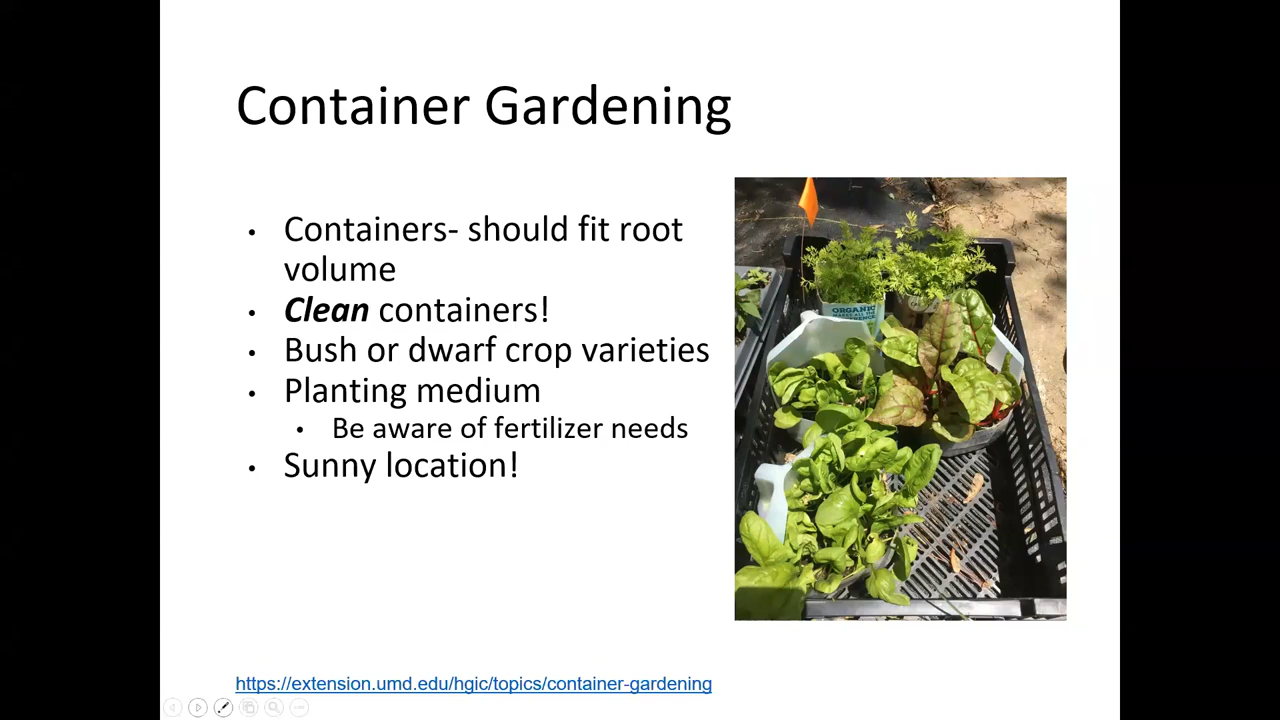 Container Gardening
• Containers- should fit root
volume
• Clean containers!
• Bush or dwarf crop varieties
• Planting medium
• Be aware of fertilizer needs
• Sunny location!
ORGANIC
https://extension.umd.edu/hgic/topics/container-gardening